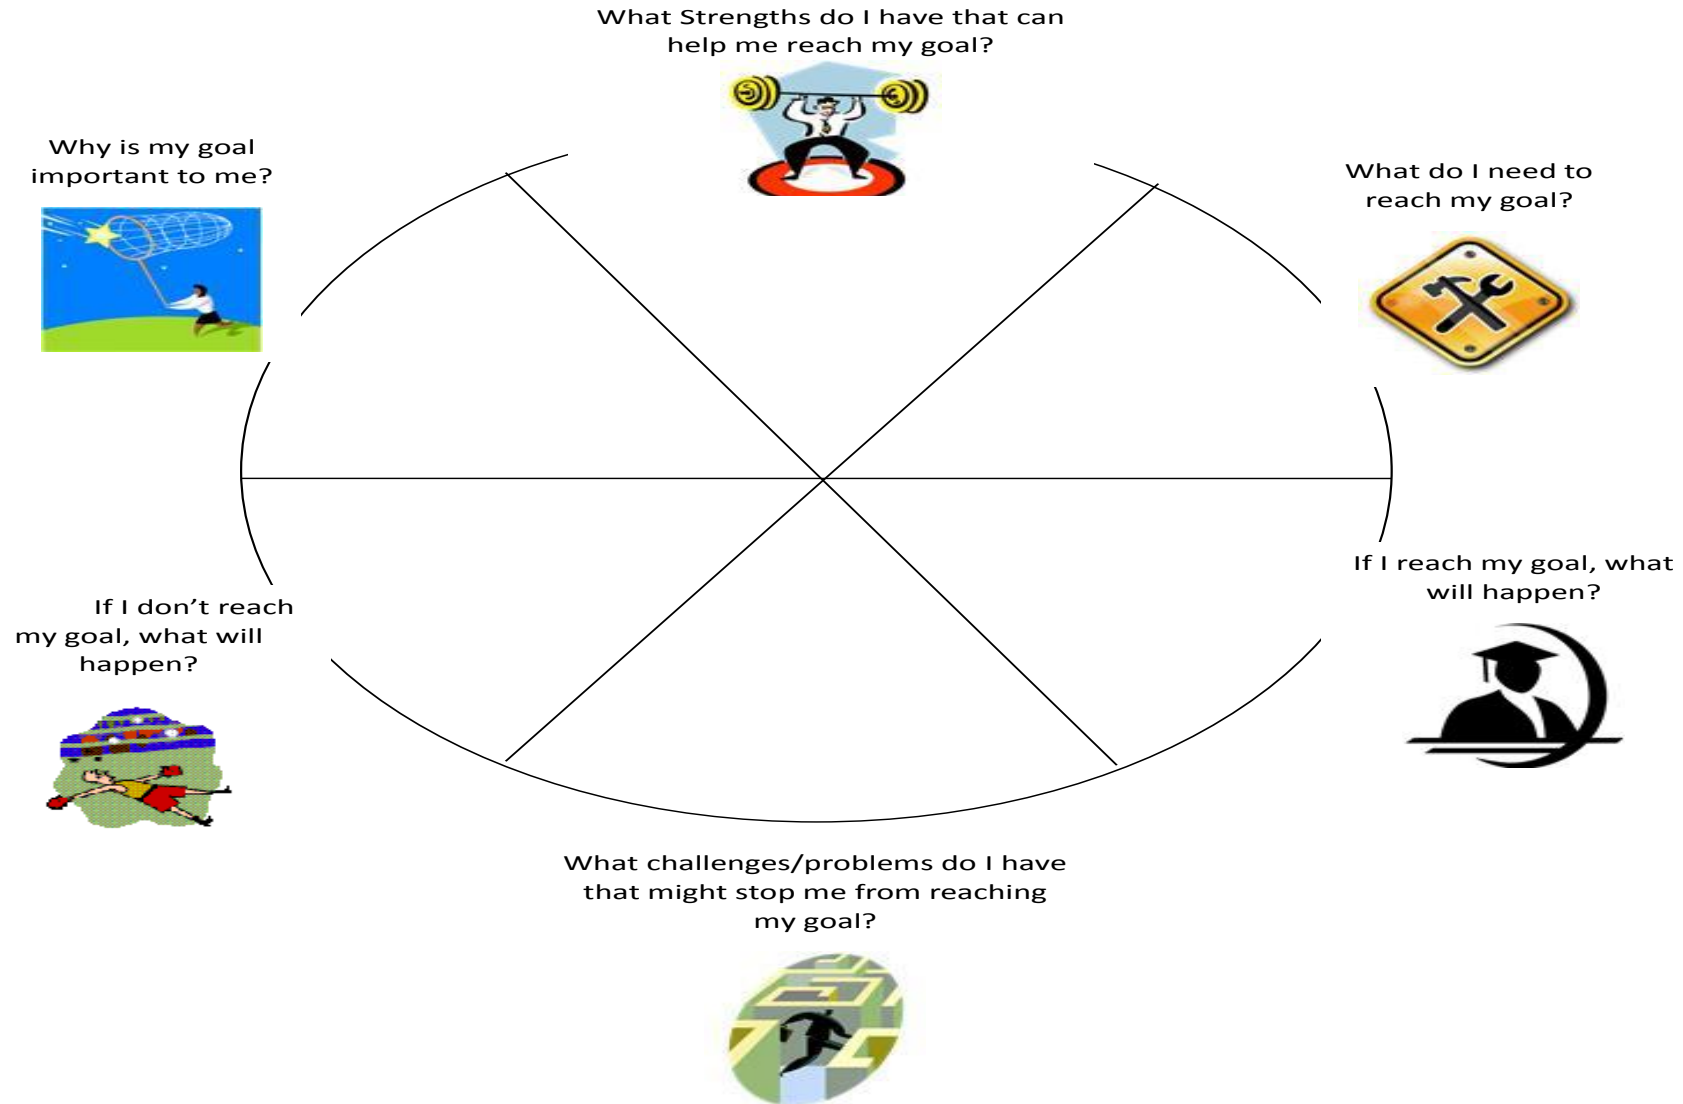 What Strengths do I have that can
help me reach my goal?
Why is my goal
important to me?
What do I need to
reach my goal?
If I reach my goal, what
will happen?
If I don’t reach
my goal, what will
happen?
What challenges/problems do I have
that might stop me from reaching
my goal?